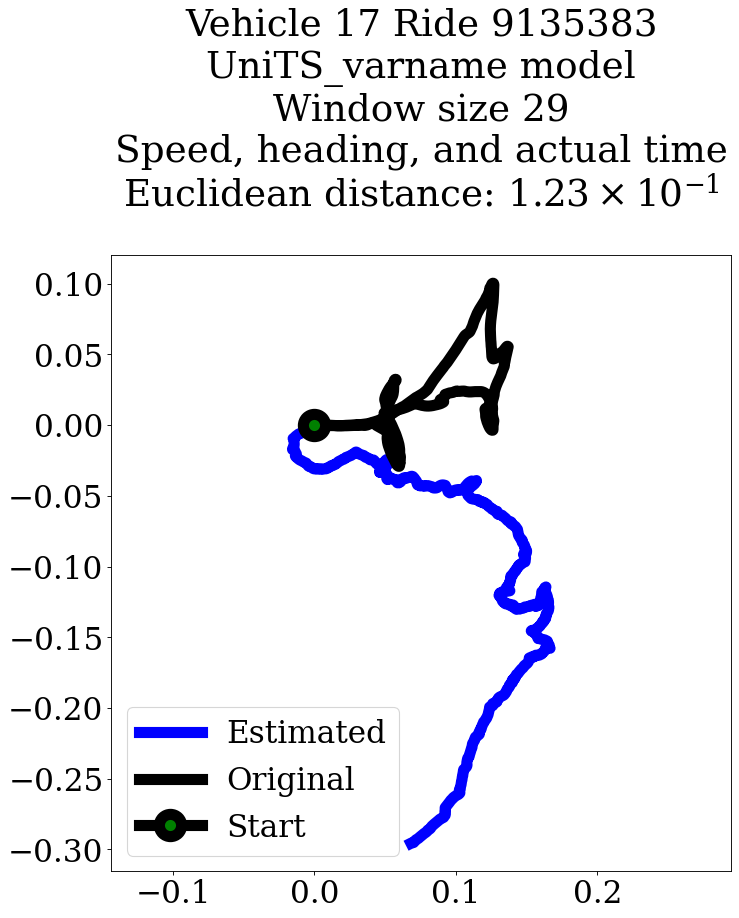 Vehicle 17 Ride 9135383
UniTS_varname model
Window size 29
Speed, heading, and actual time
Euclidean distance: 1.23 × 10⁻¹
0.10
0.05
0.00
−0.05
−0.10
−0.15
−0.20
−0.25
−0.30
Estimated
Original
Start
−0.1 0.0 0.1 0.2